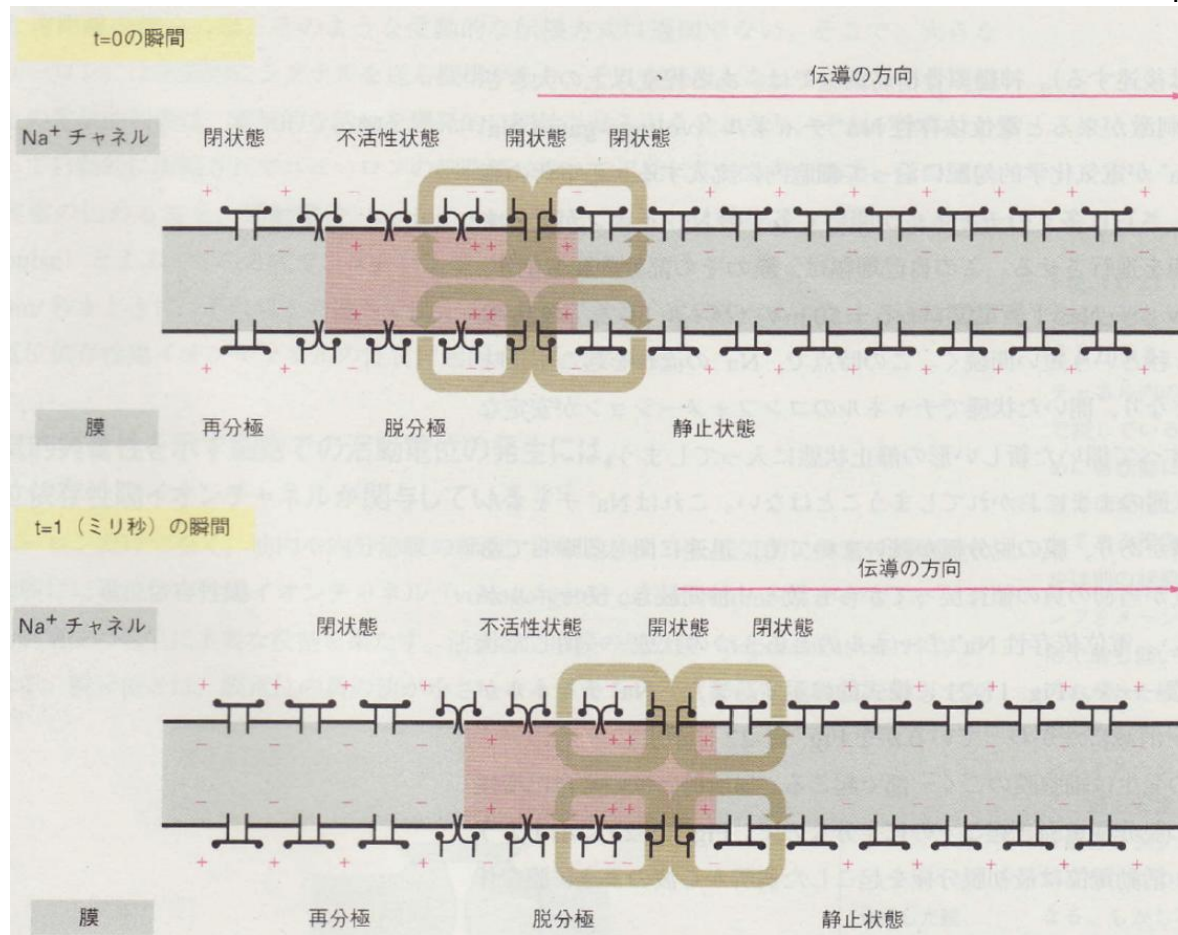 t=0の瞬間
伝導の方向
Na⁺ チャネル 閉状態 不活性状態 開状態 閉状態
膜 再分極 脱分極 静止状態
t=1（ミリ秒）の瞬間
伝導の方向
Na⁺ チャネル 閉状態 不活性状態 開状態 閉状態
膜 再分極 脱分極 静止状態